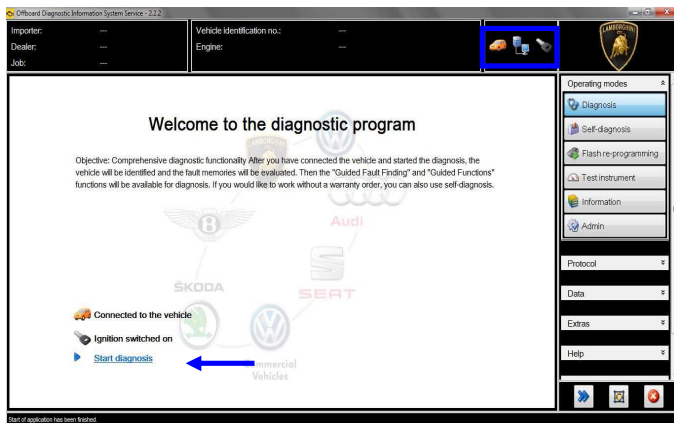 Offboard Diagnostic Information System Service - 2.2.2
Importer: ---
Dealer: ---
Job: ---
Vehicle identification no.: ---
Engine: ---
LAMBORGHINI
Welcome to the diagnostic program
Objective: Comprehensive diagnostic functionality After you have connected the vehicle and started the diagnosis, the
vehicle will be identified and the fault memories will be evaluated. Then the "Guided Fault Finding" and "Guided Functions"
functions will be available for diagnosis. If you would like to work without a warranty order, you can also use self-diagnosis.
Audi
SEAT
ŠKODA
Commercial
Vehicles
Connected to the vehicle
Ignition switched on
Start diagnosis
Operating modes
Diagnosis
Self-diagnosis
Flash re-programming
Test instrument
Information
Admin
Protocol
Data
Extras
Help
Start of application has been finished.